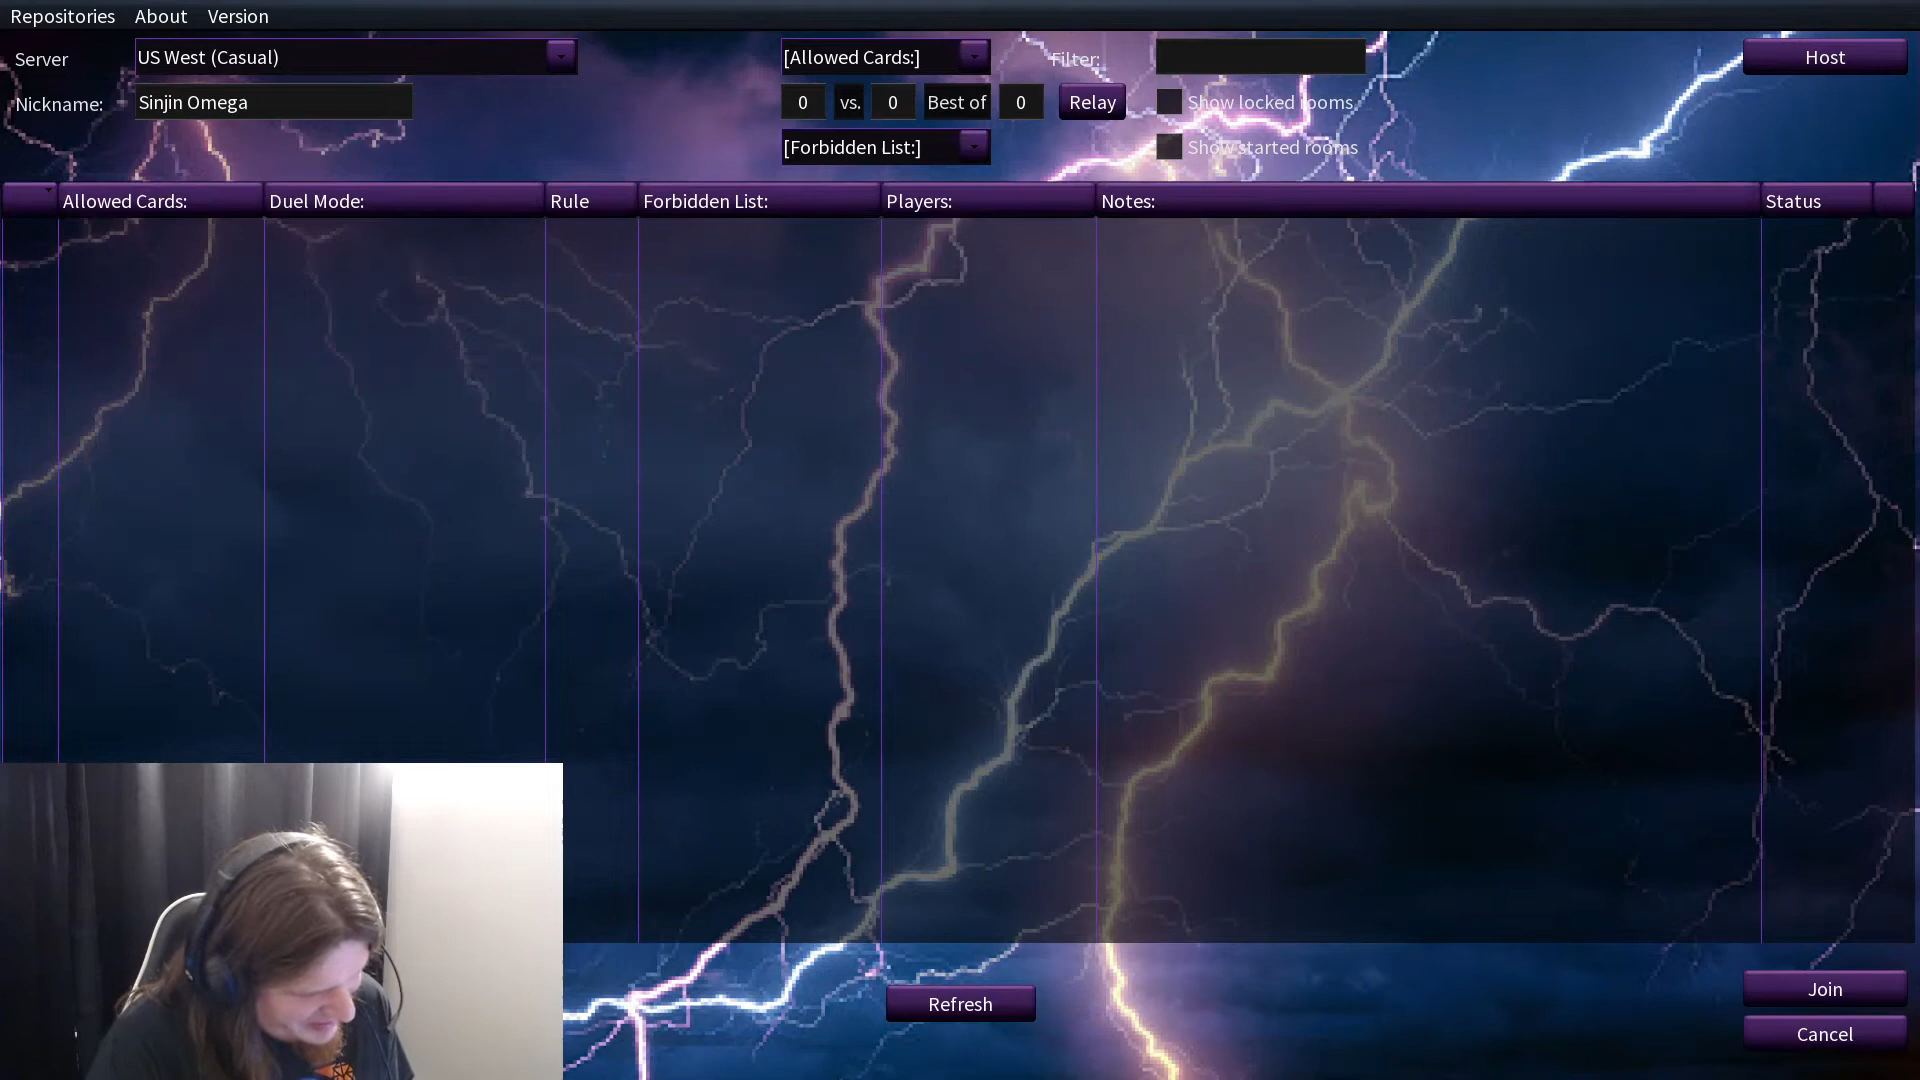 Repositories About Version
Server US West (Casual) [Allowed Cards:] Filter: Host
Nickname: Sinjin Omega 0 vs. 0 Best of 0 Relay Show locked rooms
[Forbidden List:] Show started rooms
Allowed Cards: Duel Mode: Rule Forbidden List: Players: Notes: Status
Refresh
Join
Cancel